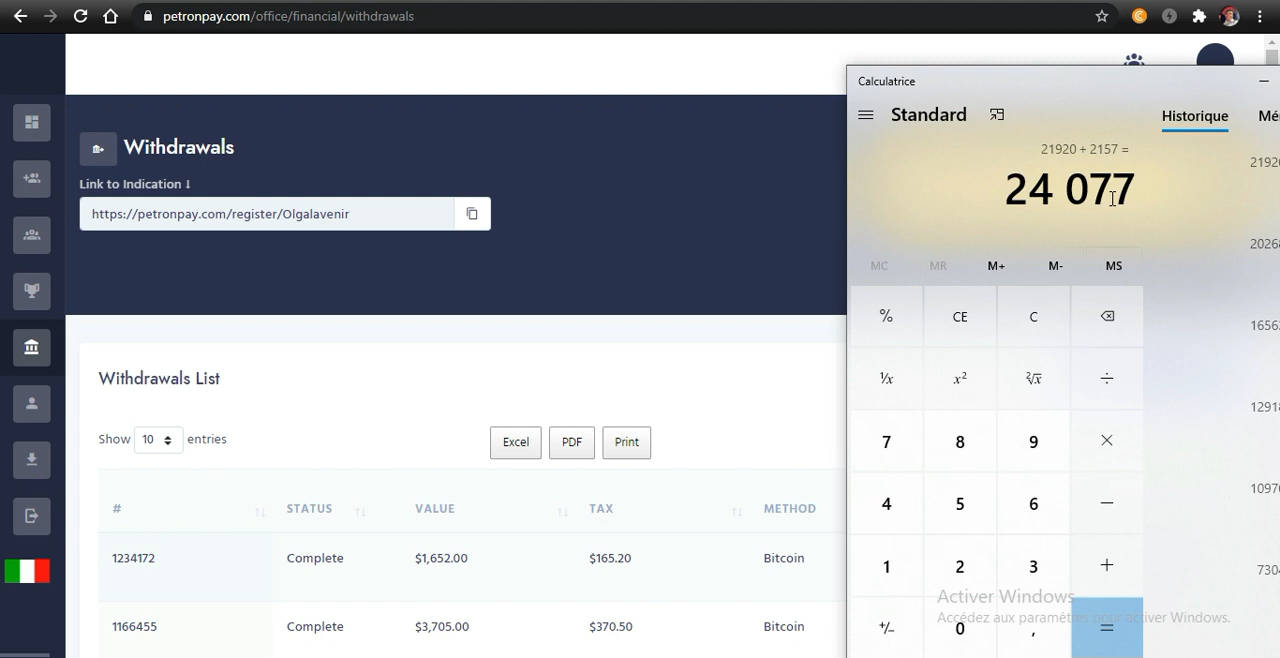 petronpay.com/office/financial/withdrawals
Withdrawals
Link to Indication
https://petronpay.com/register/Olgalavenir
Withdrawals List
Show 10 entries
Excel PDF Print
# STATUS VALUE TAX METHOD
1234172 Complete $1,652.00 $165.20 Bitcoin
1166455 Complete $3,705.00 $370.50 Bitcoin
Calculatrice
Standard
Historique
21920 + 2157 =
24 077
MC MR M+ M- MS
% CE C
¹/x x² ²√x ÷
7 8 9 ×
4 5 6 −
1 2 3 +
+/− 0 , =
Activer Windows
Accédez aux paramètres pour activer Windows.